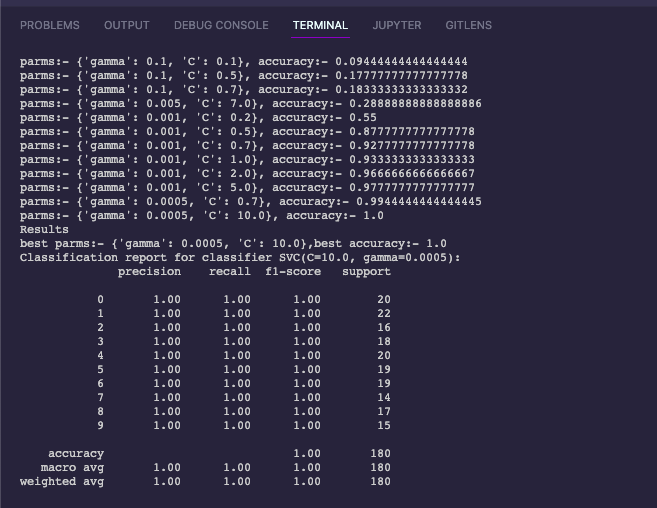 PROBLEMS OUTPUT DEBUG CONSOLE TERMINAL JUPYTER GITLENS
parms:- {'gamma': 0.1, 'C': 0.1}, accuracy:- 0.09444444444444444
parms:- {'gamma': 0.1, 'C': 0.5}, accuracy:- 0.17777777777777778
parms:- {'gamma': 0.1, 'C': 0.7}, accuracy:- 0.18333333333333332
parms:- {'gamma': 0.005, 'C': 7.0}, accuracy:- 0.28888888888888886
parms:- {'gamma': 0.001, 'C': 0.2}, accuracy:- 0.55
parms:- {'gamma': 0.001, 'C': 0.5}, accuracy:- 0.8777777777777778
parms:- {'gamma': 0.001, 'C': 0.7}, accuracy:- 0.9277777777777778
parms:- {'gamma': 0.001, 'C': 1.0}, accuracy:- 0.9333333333333333
parms:- {'gamma': 0.001, 'C': 2.0}, accuracy:- 0.9666666666666667
parms:- {'gamma': 0.001, 'C': 5.0}, accuracy:- 0.9777777777777777
parms:- {'gamma': 0.0005, 'C': 0.7}, accuracy:- 0.9944444444444445
parms:- {'gamma': 0.0005, 'C': 10.0}, accuracy:- 1.0
Results
best parms:- {'gamma': 0.0005, 'C': 10.0},best accuracy:- 1.0
Classification report for classifier SVC(C=10.0, gamma=0.0005):
precision recall f1-score support
0 1.00 1.00 1.00 20
1 1.00 1.00 1.00 22
2 1.00 1.00 1.00 16
3 1.00 1.00 1.00 18
4 1.00 1.00 1.00 20
5 1.00 1.00 1.00 19
6 1.00 1.00 1.00 19
7 1.00 1.00 1.00 14
8 1.00 1.00 1.00 17
9 1.00 1.00 1.00 15
accuracy 1.00 180
macro avg 1.00 1.00 1.00 180
weighted avg 1.00 1.00 1.00 180